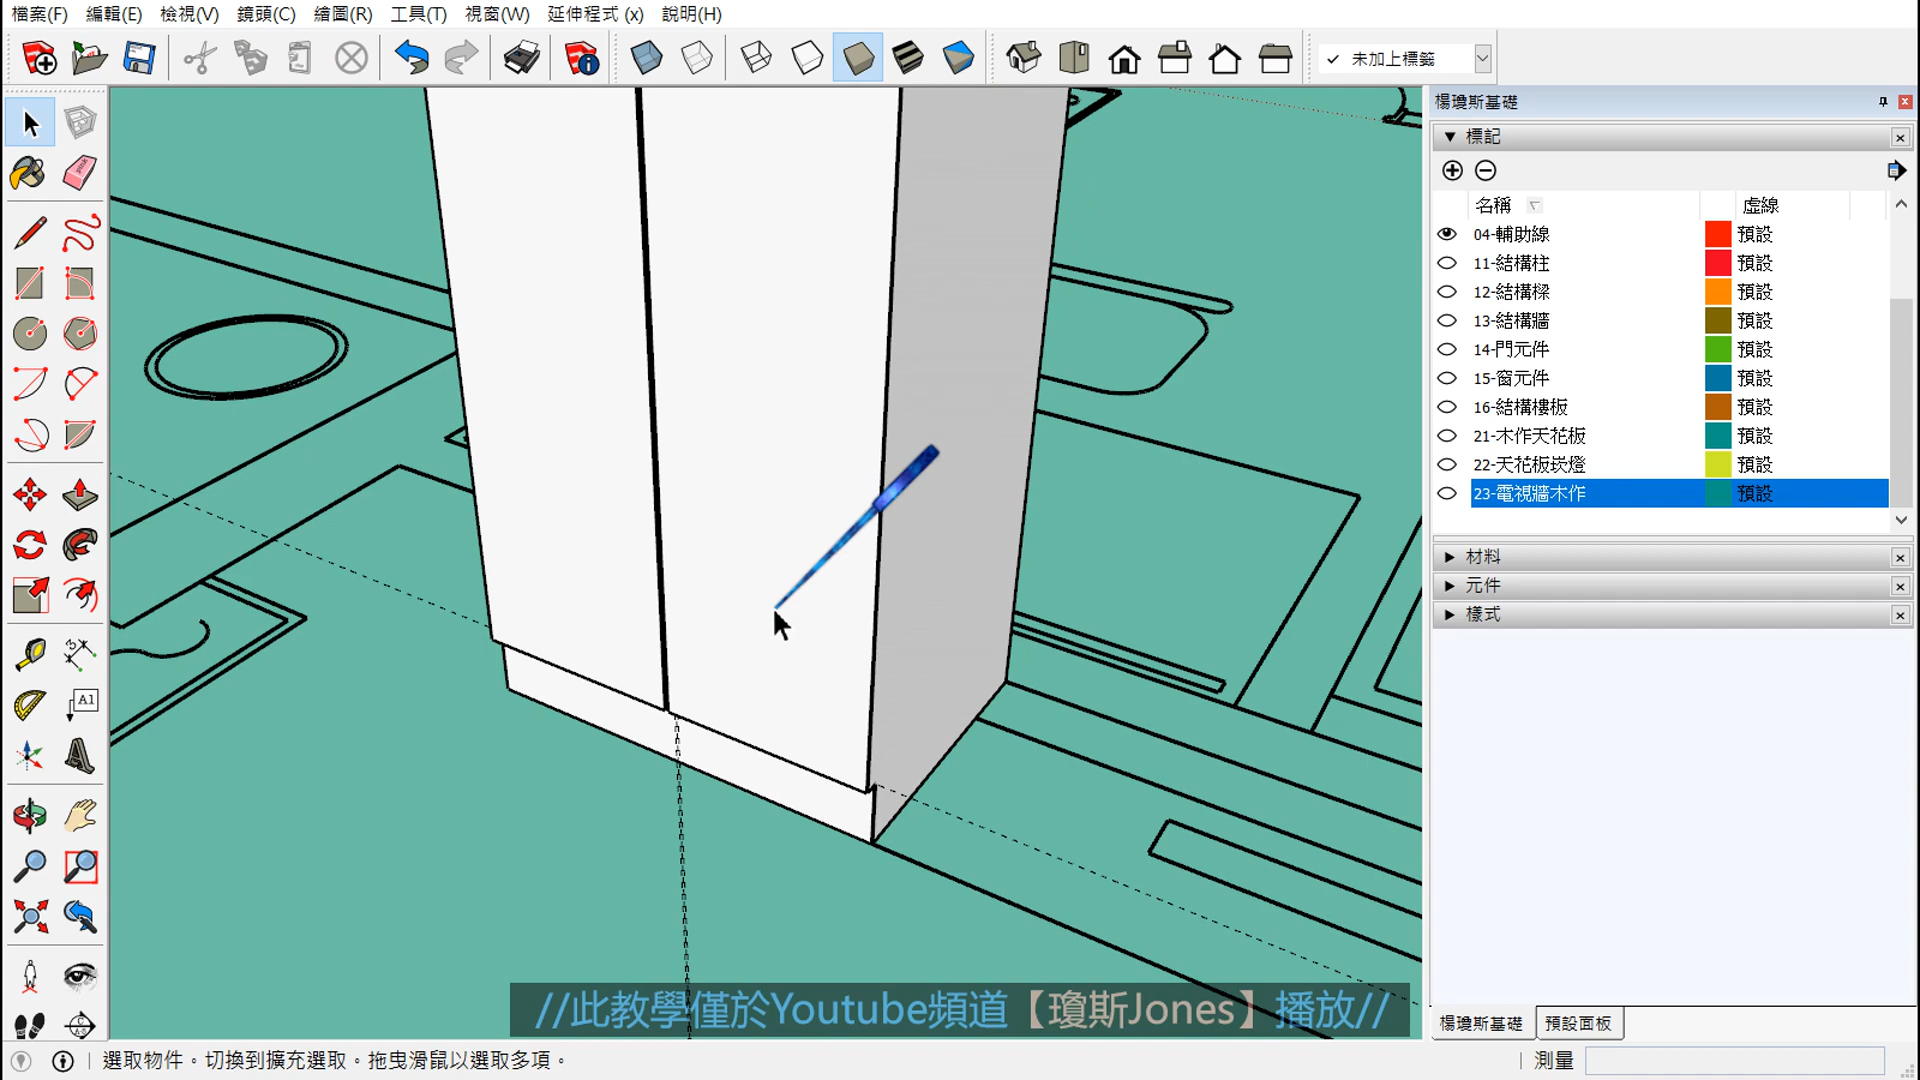 檔案(F) 編輯(E) 檢視(V) 鏡頭(C) 繪圖(R) 工具(T) 視窗(W) 延伸程式 (x) 說明(H)
未加上標籤
楊瓊斯基礎
標記
名稱 虛線
04-輔助線 預設
11-結構柱 預設
12-結構樑 預設
13-結構牆 預設
14-門元件 預設
15-窗元件 預設
16-結構樓板 預設
21-木作天花板 預設
22-天花板崁燈 預設
23-電視牆木作 預設
材料
元件
樣式
A1
//此教學僅於Youtube頻道【瓊斯Jones】播放//
楊瓊斯基礎 預設面板
選取物件。切換到擴充選取。拖曳滑鼠以選取多項。
測量